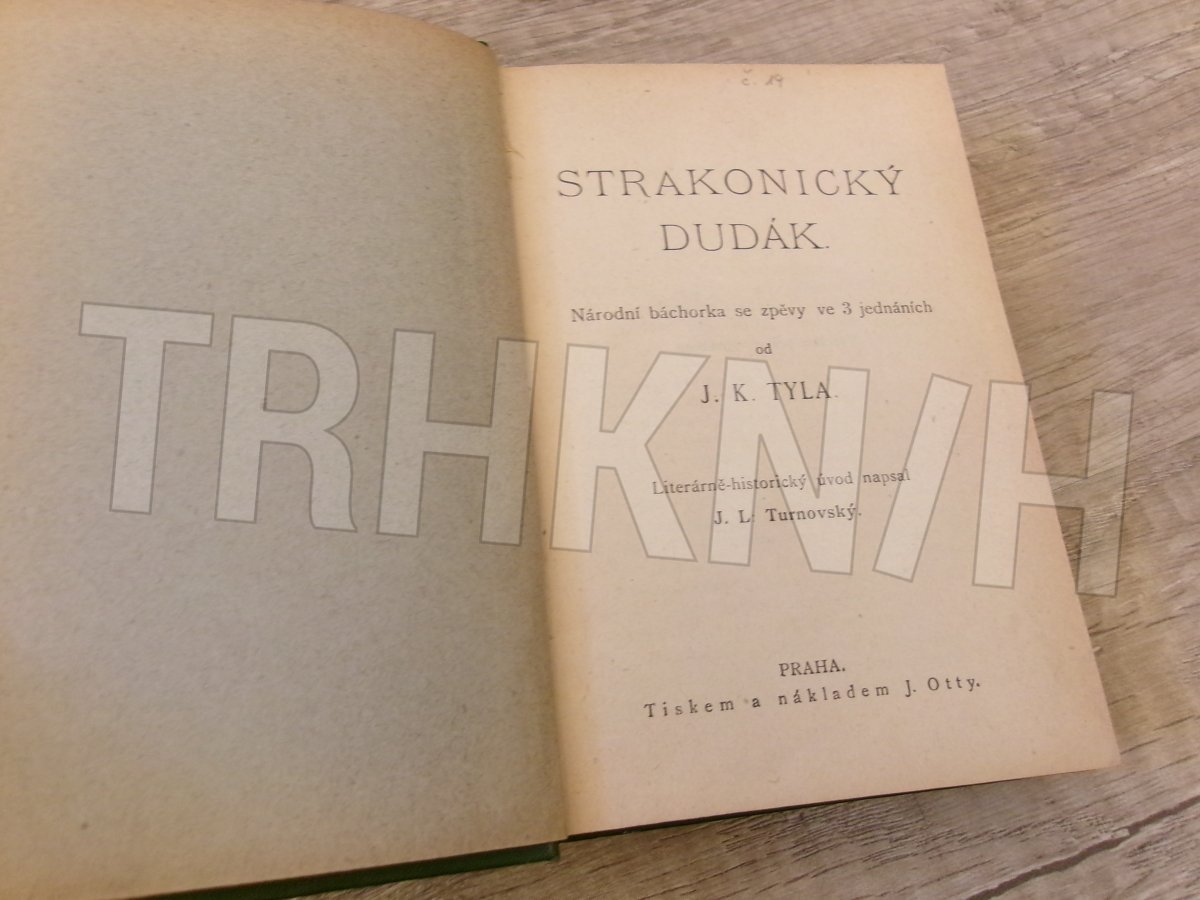 č. 19
STRAKONICKÝ
DUDÁK.
Národní báchorka se zpěvy ve 3 jednáních
od
J. K. TYLA.
Literárně-historický úvod napsal
J. L. Turnovský.
TRHKN/H
PRAHA.
Tiskem a nákladem J. Otty.